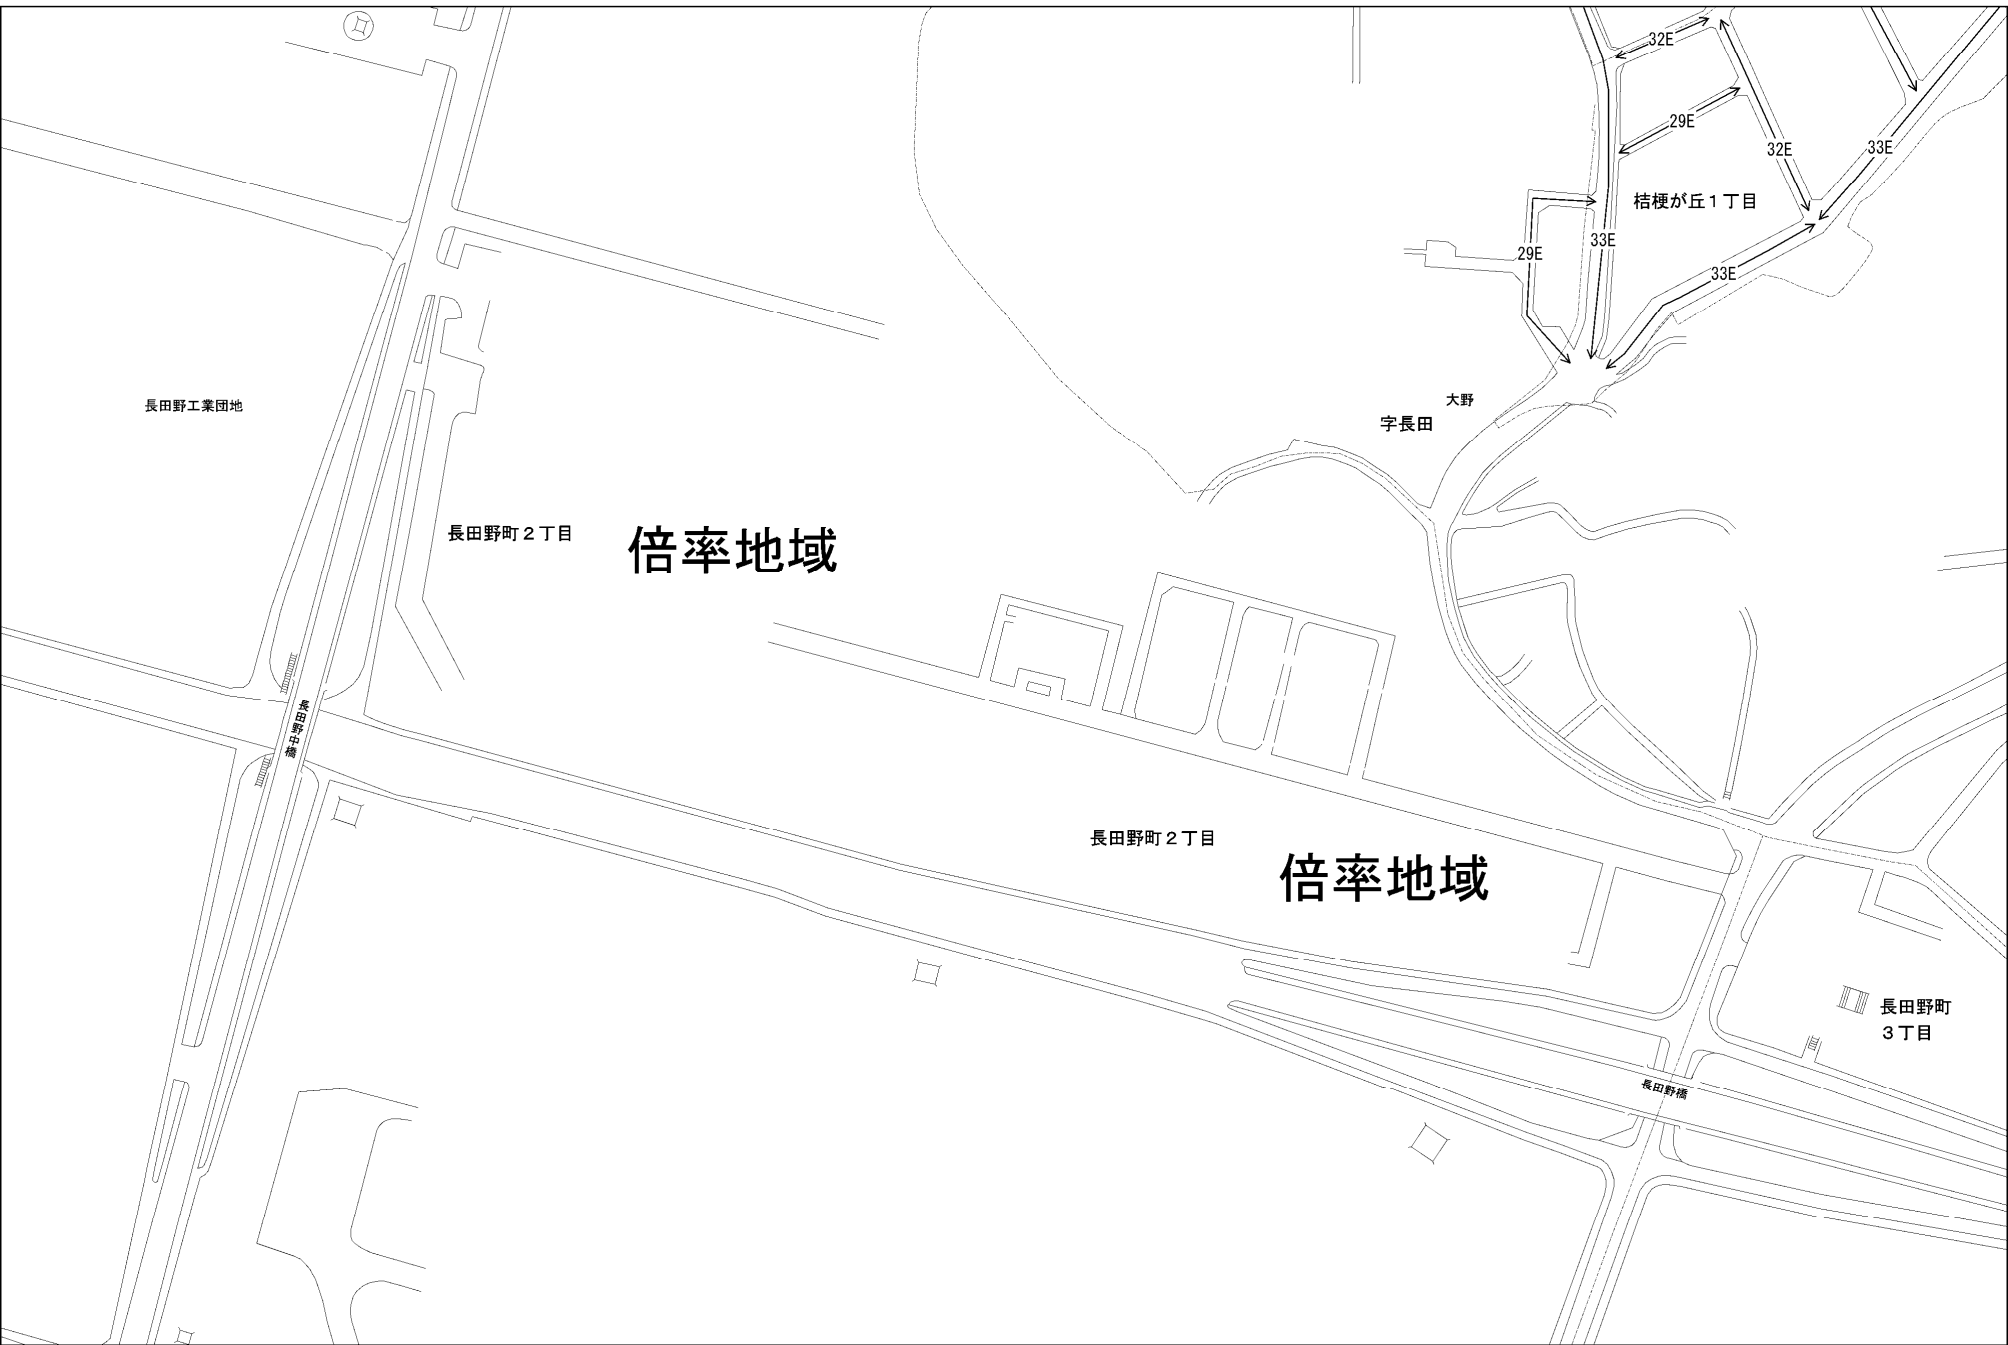 32E
29E
32E
33E
桔梗が丘１丁目
33E
29E
33E
大野
字長田
長田野工業団地
長田野町２丁目
倍率地域
長田野中橋
長田野町２丁目
倍率地域
長田野町
３丁目
長田野橋